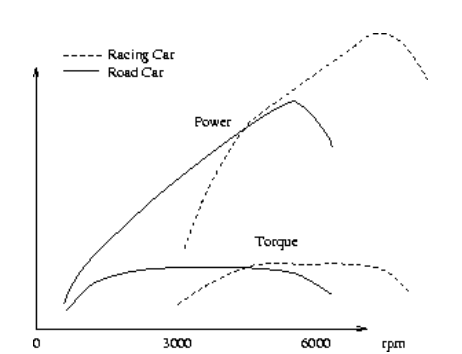 Racing Car
Road Car
Power
Torque
0 3000 6000 rpm